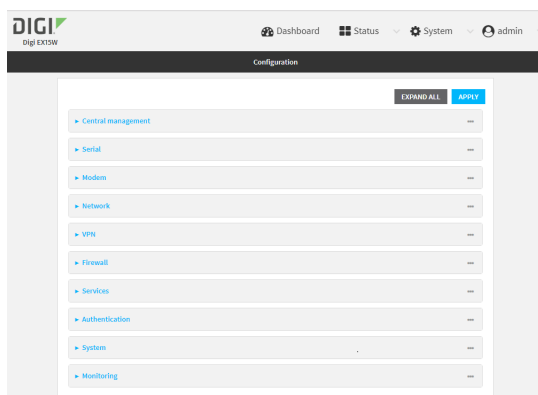 DIGI
Digi EX15W
Dashboard Status System admin
Configuration
EXPAND ALL APPLY
Central management
Serial
Modem
Network
VPN
Firewall
Services
Authentication
System
Monitoring